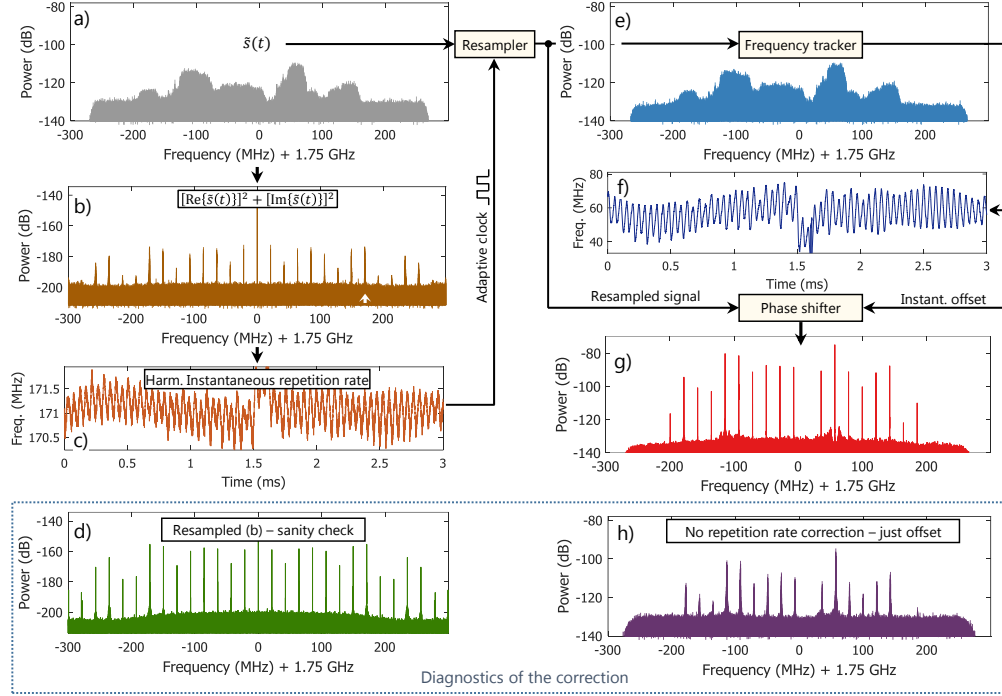 a)
s̃(t)
Resampler
Power (dB)
-80
-100
-120
-140
-300
-200
-100
0
100
200
300
Frequency (MHz) + 1.75 GHz
e)
Frequency tracker
Power (dB)
-80
-100
-120
-140
-300
-200
-100
0
100
200
Frequency (MHz) + 1.75 GHz
b)
[Re{s̃(t)}]² + [Im{s̃(t)}]²
Power (dB)
-140
-160
-180
-200
-300
-200
-100
0
100
200
300
Frequency (MHz) + 1.75 GHz
Adaptive clock
f)
Freq. (MHz)
80
60
40
0
0.5
1
1.5
2
2.5
3
Time (ms)
Resampled signal
Phase shifter
Instant. offset
c)
Harm. Instantaneous repetition rate
Freq. (MHz)
171.5
171
170.5
0
0.5
1
1.5
2
2.5
3
Time (ms)
g)
Power (dB)
-80
-100
-120
-140
-300
-200
-100
0
100
200
Frequency (MHz) + 1.75 GHz
d)
Resampled (b) – sanity check
Power (dB)
-140
-160
-180
-200
-300
-200
-100
0
100
200
300
Frequency (MHz) + 1.75 GHz
h)
No repetition rate correction – just offset
Power (dB)
-80
-100
-120
-140
-300
-200
-100
0
100
200
Frequency (MHz) + 1.75 GHz
Diagnostics of the correction